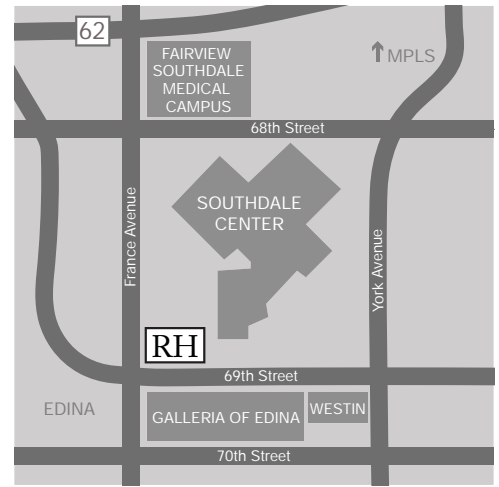 62
FAIRVIEW
SOUTHDALE
MEDICAL
CAMPUS
MPLS
68th Street
SOUTHDALE
CENTER
France Avenue
York Avenue
RH
69th Street
EDINA
GALLERIA OF EDINA
WESTIN
70th Street